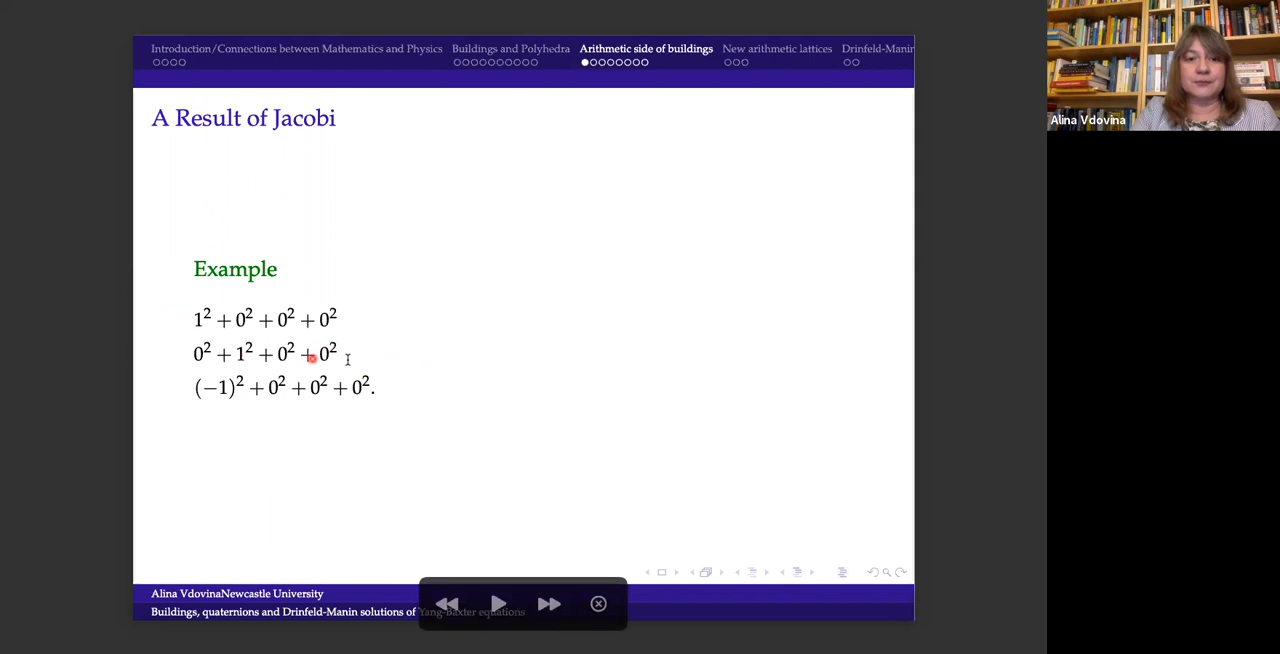 Introduction/Connections between Mathematics and Physics Buildings and Polyhedra Arithmetic side of buildings New arithmetic lattices Drinfeld-Manin
A Result of Jacobi
Example
1² + 0² + 0² + 0²
0² + 1² + 0² + 0²
(−1)² + 0² + 0² + 0².
Alina VdovinaNewcastle University
Buildings, quaternions and Drinfeld-Manin solutions of Yang-Baxter equations
Alina Vdovina